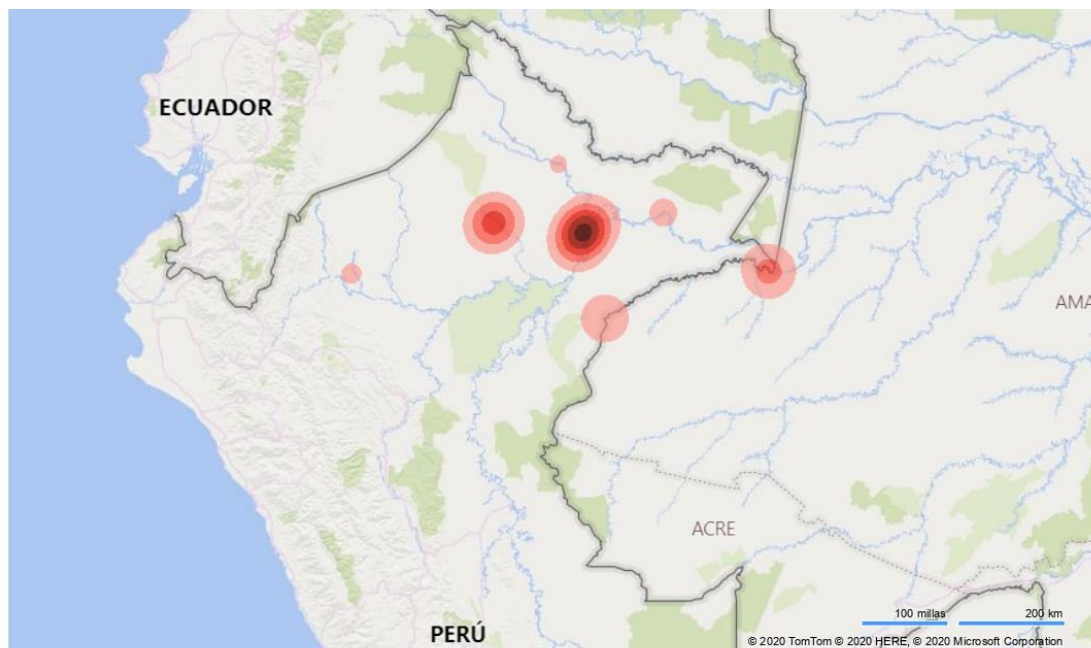 ECUADOR
AMA
ACRE
PERÚ
100 millas 200 km
© 2020 TomTom © 2020 HERE, © 2020 Microsoft Corporation